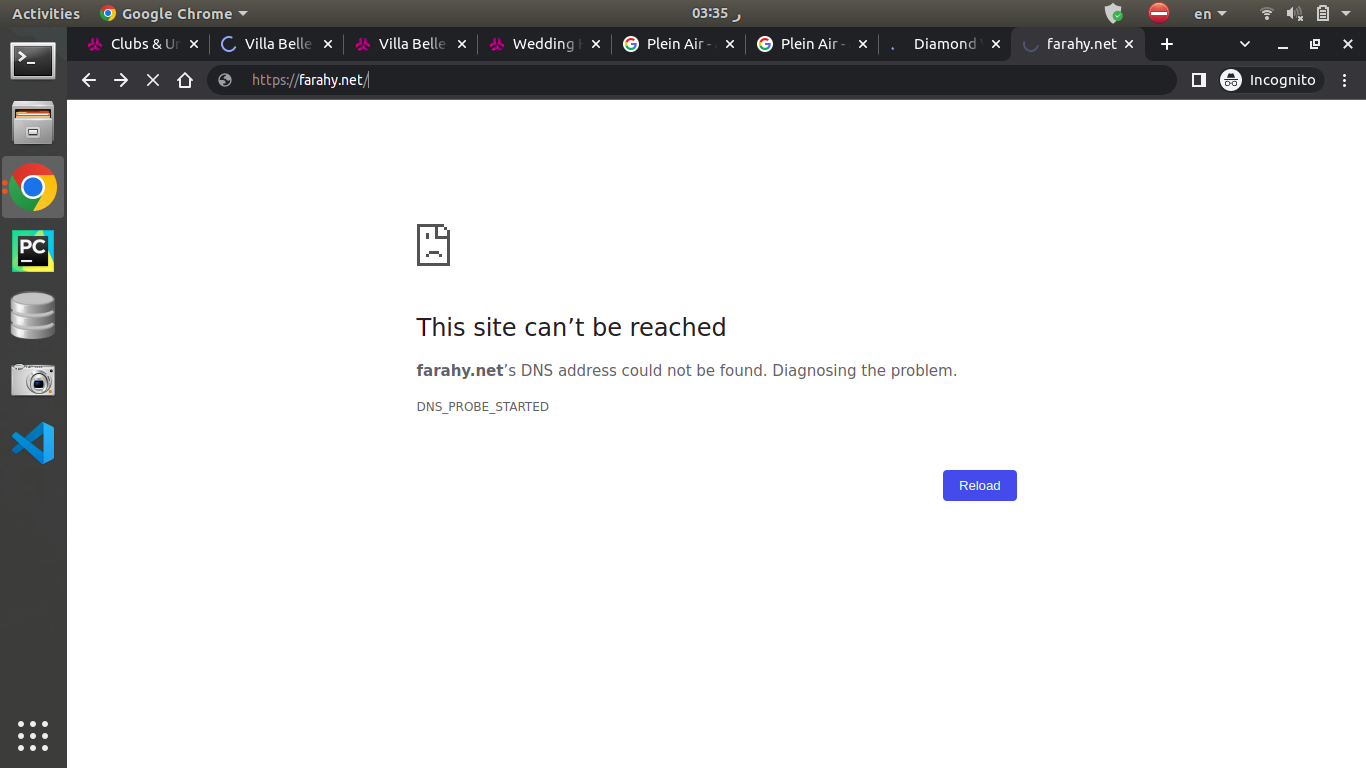 Activities
Google Chrome
03:35 ر
en
Clubs & Ur
Villa Belle
Villa Belle
Wedding
Plein Air -
Plein Air -
Diamond
farahy.net
https://farahy.net/
Incognito
PC
This site can’t be reached
farahy.net’s DNS address could not be found. Diagnosing the problem.
DNS_PROBE_STARTED
Reload